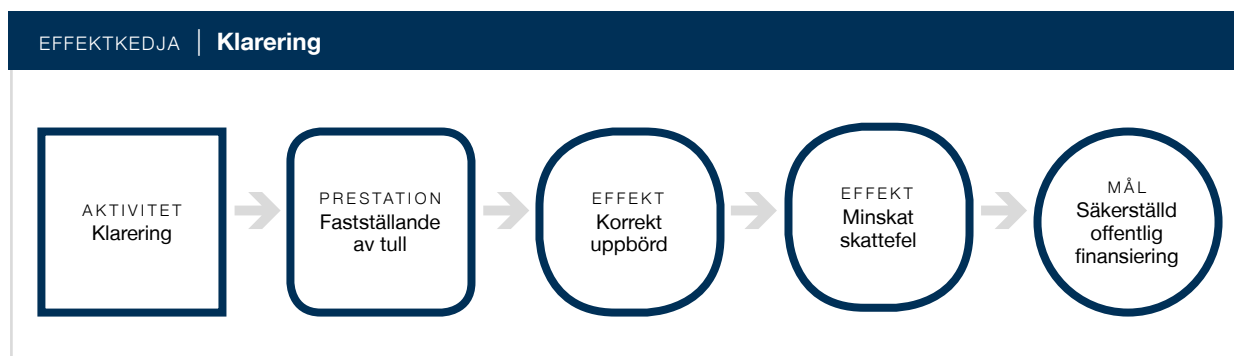 EFFEKTKEDJA | Klarering
AKTIVITET
Klarering
PRESTATION
Fastställande
av tull
EFFEKT
Korrekt
uppbörd
EFFEKT
Minskat
skattefel
MÅL
Säkerställd
offentlig
finansiering